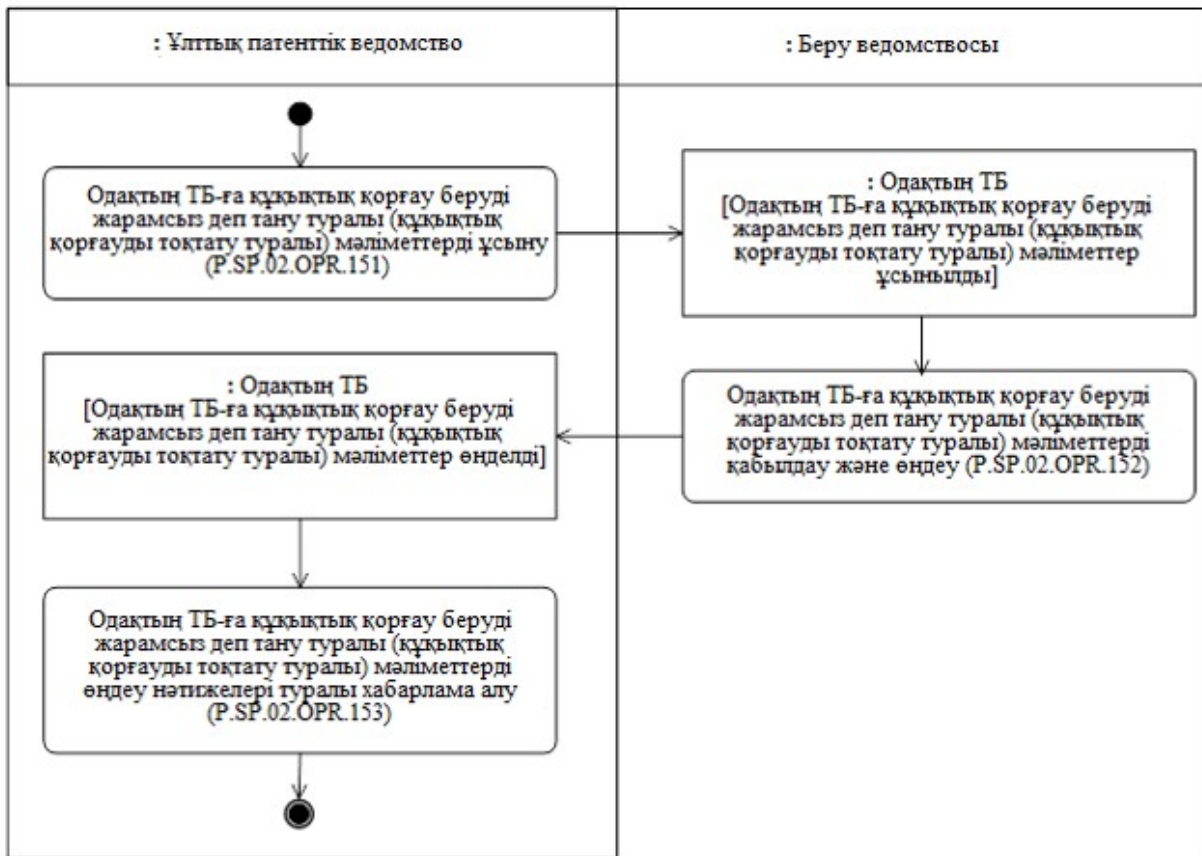 : Ұлттық патенттік ведомство
: Беру ведомствосы
Одақтың ТБ-ға құқықтық қорғау беруді
жарамсыз деп тану туралы (құқықтық
қорғауды тоқтату туралы) мәліметтерді ұсыну
(P.SP.02.OPR.151)
: Одақтың ТБ
[Одақтың ТБ-ға құқықтық қорғау беруді
жарамсыз деп тану туралы (құқықтық
қорғауды тоқтату туралы) мәліметтер
ұсынылды]
Одақтың ТБ-ға құқықтық қорғау беруді
жарамсыз деп тану туралы (құқықтық
қорғауды тоқтату туралы) мәліметтерді
қабылдау және өңдеу (P.SP.02.OPR.152)
: Одақтың ТБ
[Одақтың ТБ-ға құқықтық қорғау беруді
жарамсыз деп тану туралы (құқықтық
қорғауды тоқтату туралы) мәліметтер өңделді]
Одақтың ТБ-ға құқықтық қорғау беруді
жарамсыз деп тану туралы (құқықтық
қорғауды тоқтату туралы) мәліметтерді
өңдеу нәтижелері туралы хабарлама алу
(P.SP.02.OPR.153)